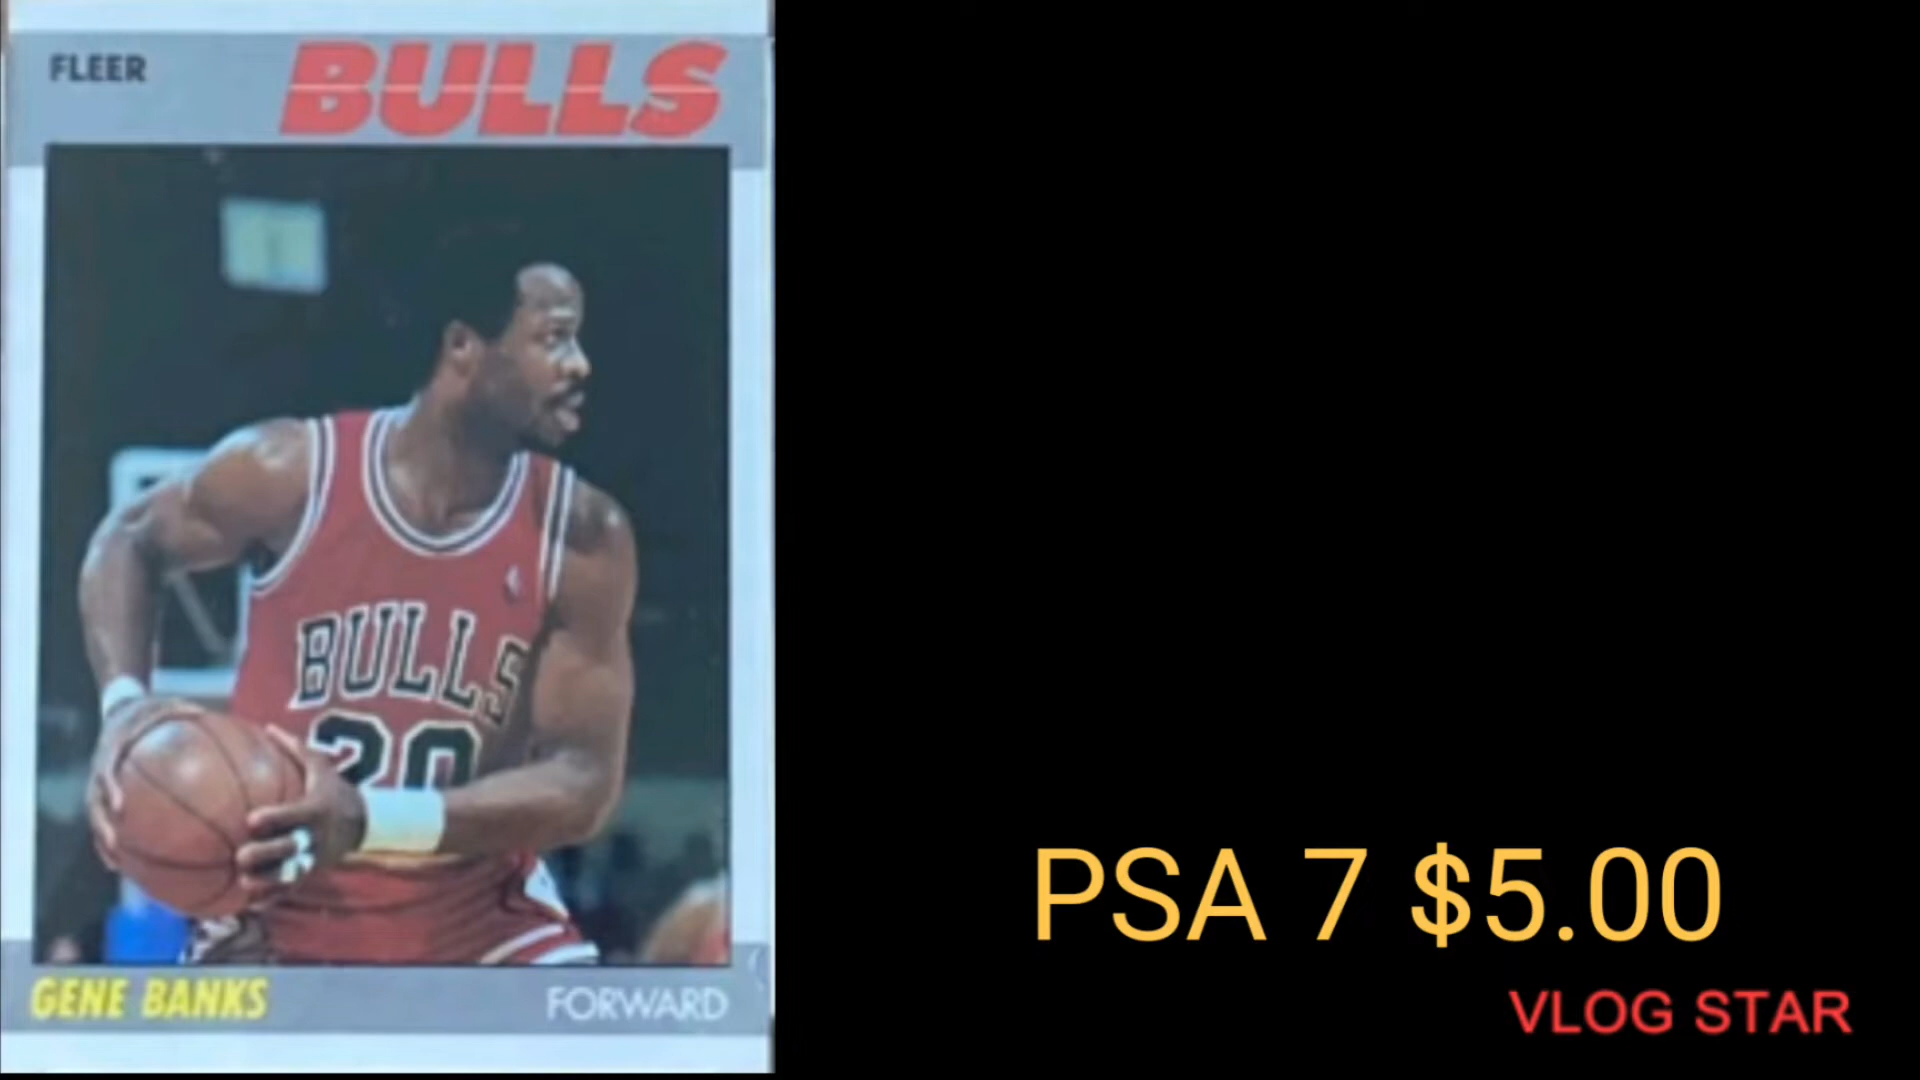 FLEER
BULLS
BULLS
20
GENE BANKS
FORWARD
PSA 7 $5.00
VLOG STAR